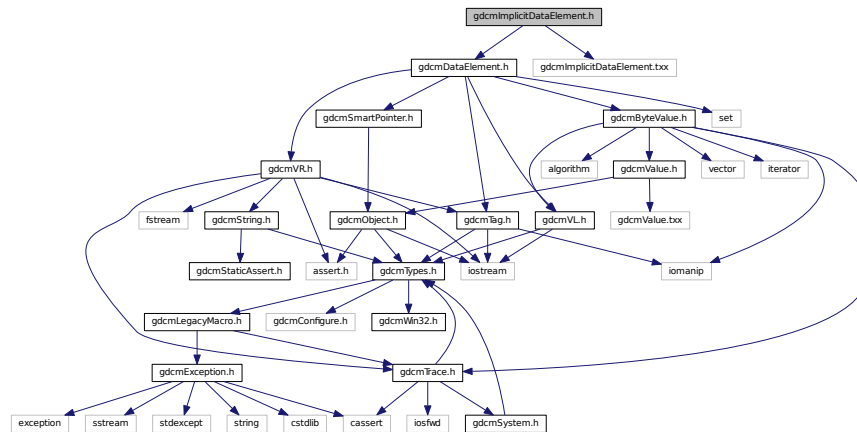 gdcmImplicitDataElement.h
gdcmDataElement.h
gdcmImplicitDataElement.txx
gdcmSmartPointer.h
gdcmByteValue.h
set
gdcmVR.h
algorithm
gdcmValue.h
vector
iterator
fstream
gdcmString.h
gdcmObject.h
gdcmTag.h
gdcmVL.h
gdcmValue.txx
gdcmStaticAssert.h
assert.h
gdcmTypes.h
iostream
iomanip
gdcmLegacyMacro.h
gdcmConfigure.h
gdcmWin32.h
gdcmException.h
gdcmTrace.h
exception
sstream
stdexcept
string
cstdlib
cassert
iosfwd
gdcmSystem.h